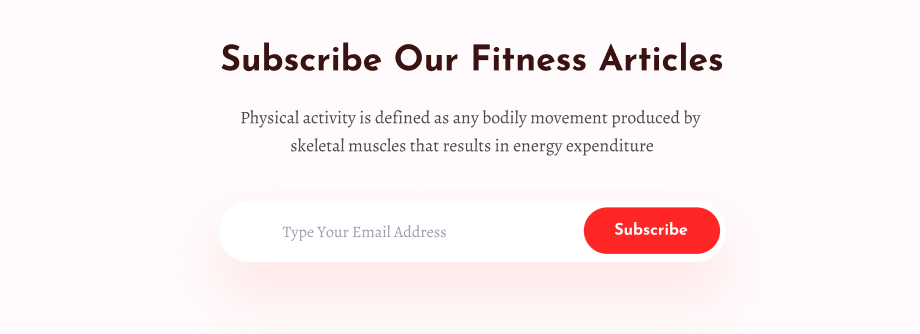 Subscribe Our Fitness Articles
Physical activity is defined as any bodily movement produced by
skeletal muscles that results in energy expenditure
Type Your Email Address
Subscribe